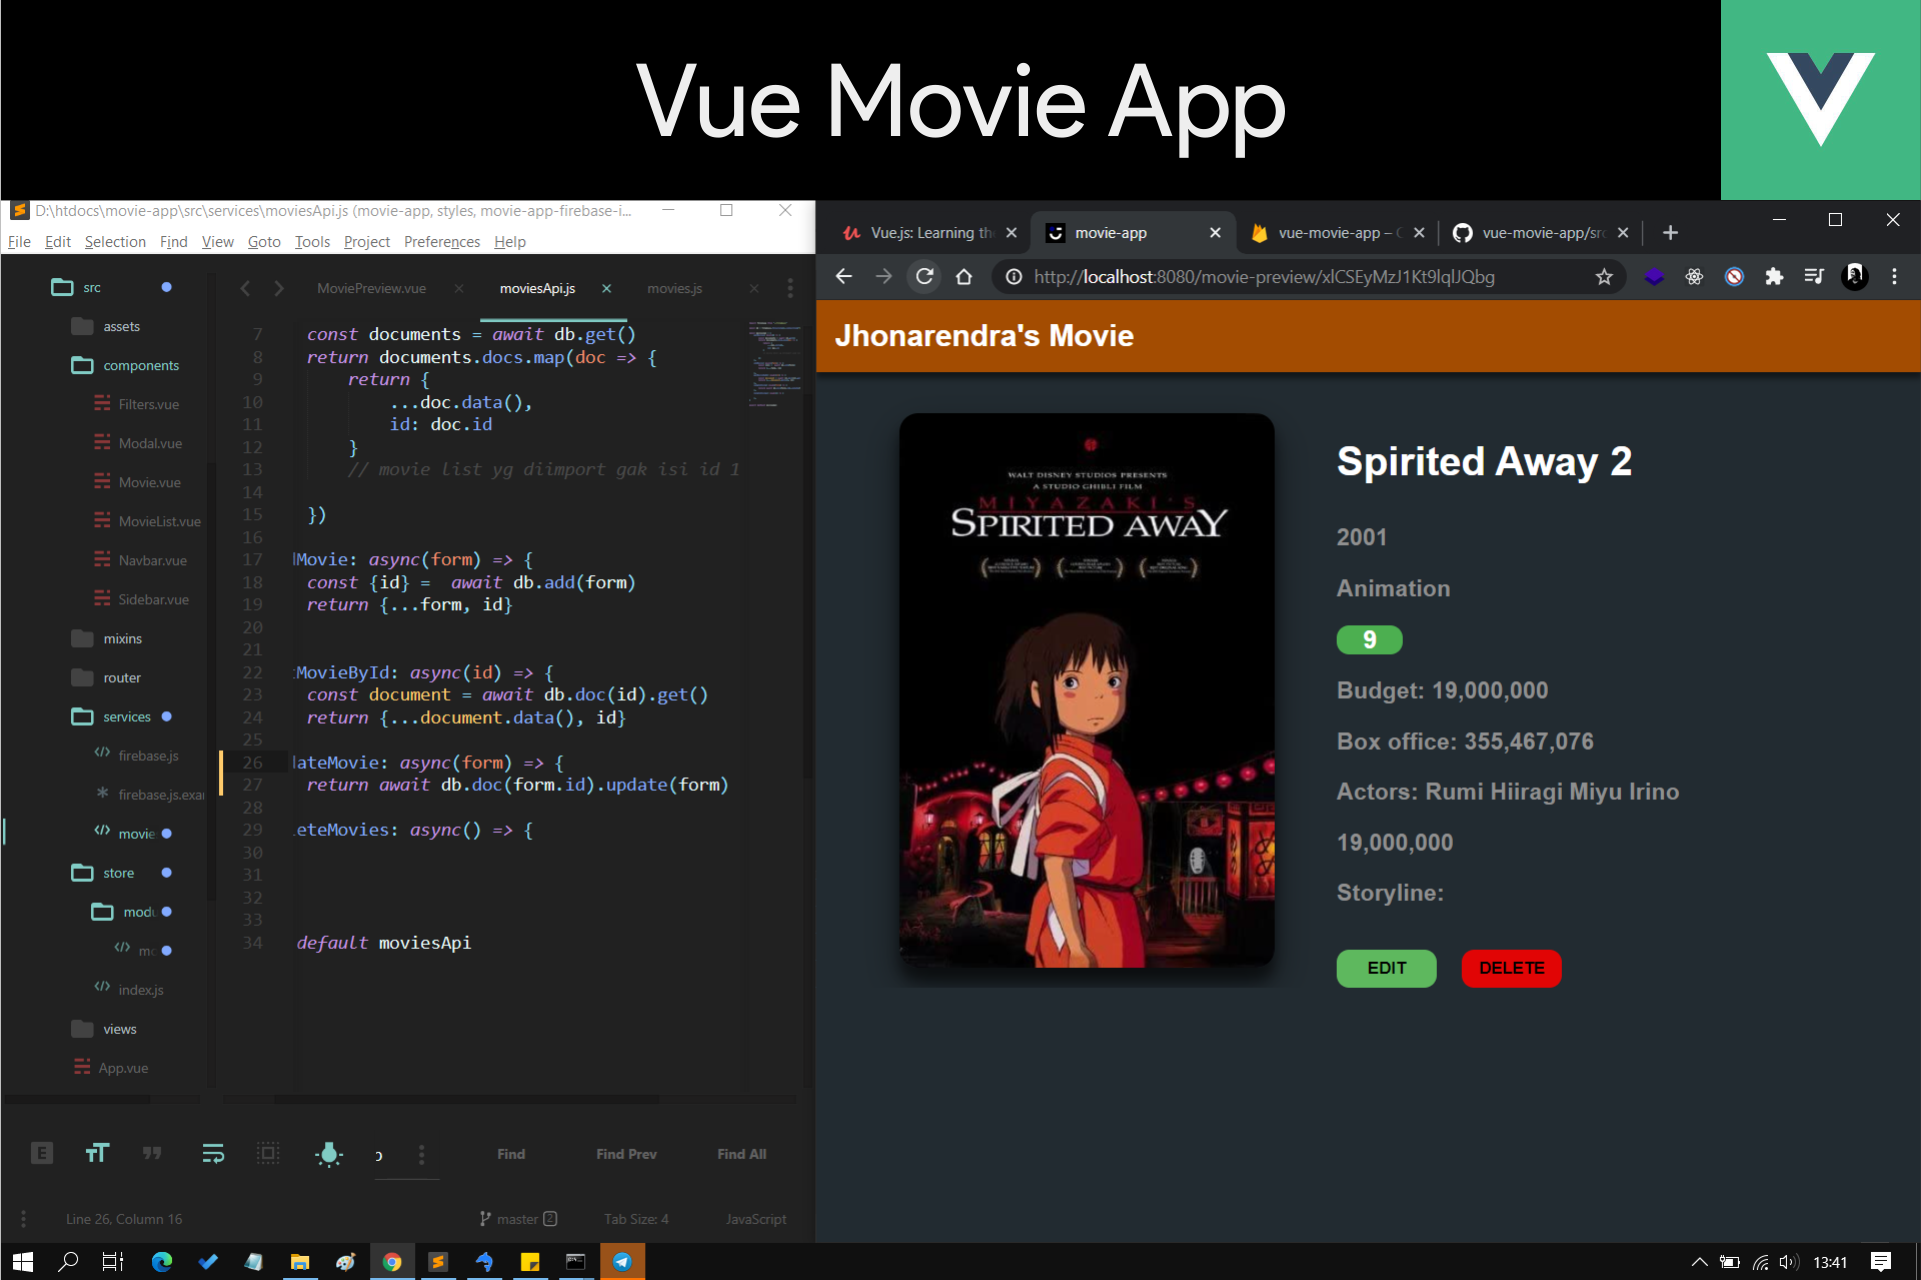 Vue Movie App
D:\htdocs\movie-app\src\services\moviesApi.js (movie-app, styles, movie-app-firebase-i...
File Edit Selection Find View Goto Tools Project Preferences Help
src
assets
components
Filters.vue
Modal.vue
Movie.vue
MovieList.vue
Navbar.vue
Sidebar.vue
mixins
router
services
firebase.js
firebase.js.exa
movie
store
modu
mo
index.js
views
App.vue
MoviePreview.vue moviesApi.js movies.js
7 const documents = await db.get()
8 return documents.docs.map(doc => {
9 return {
10 ...doc.data(),
11 id: doc.id
12 }
13 // movie list yg diimport gak isi id 1
14
15 })
16
17 Movie: async(form) => {
18 const {id} = await db.add(form)
19 return {...form, id}
20
21
22 MovieById: async(id) => {
23 const document = await db.doc(id).get()
24 return {...document.data(), id}
25
26 ateMovie: async(form) => {
27 return await db.doc(form.id).update(form)
28
29 eteMovies: async() => {
30
31
32
33
34 default moviesApi
Find Find Prev Find All
Line 26, Column 16 master 2 Tab Size: 4 JavaScript
Vue.js: Learning th movie-app vue-movie-app – C vue-movie-app/src
http://localhost:8080/movie-preview/xlCSEyMzJ1Kt9lqlJQbg
Jhonarendra's Movie
WALT DISNEY STUDIOS PRESENTS
A STUDIO GHIBLI FILM
MIYAZAKI'S
SPIRITED AWAY
Spirited Away 2
2001
Animation
9
Budget: 19,000,000
Box office: 355,467,076
Actors: Rumi Hiiragi Miyu Irino
19,000,000
Storyline:
EDIT DELETE
13:41